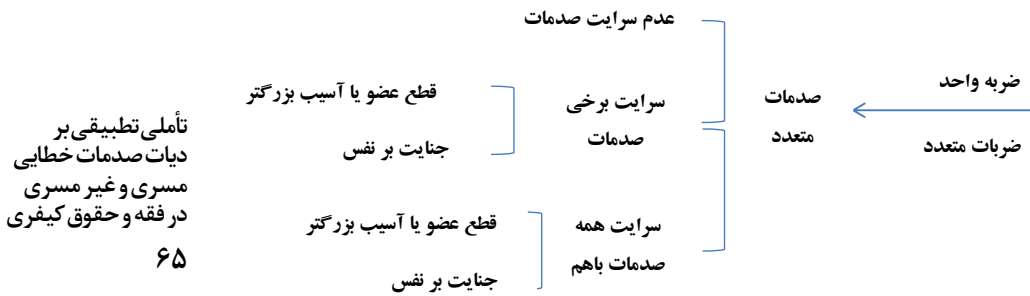 ضربه واحد
ضربات متعدد
صدمات
متعدد
عدم سرایت صدمات
سرایت برخی
صدمات
قطع عضو یا آسیب بزرگتر
جنایت بر نفس
سرایت همه
صدمات باهم
قطع عضو یا آسیب بزرگتر
جنایت بر نفس
تأملی تطبیقی بر
دیات صدمات خطایی
مسری و غیر مسری
در فقه و حقوق کیفری
۶۵